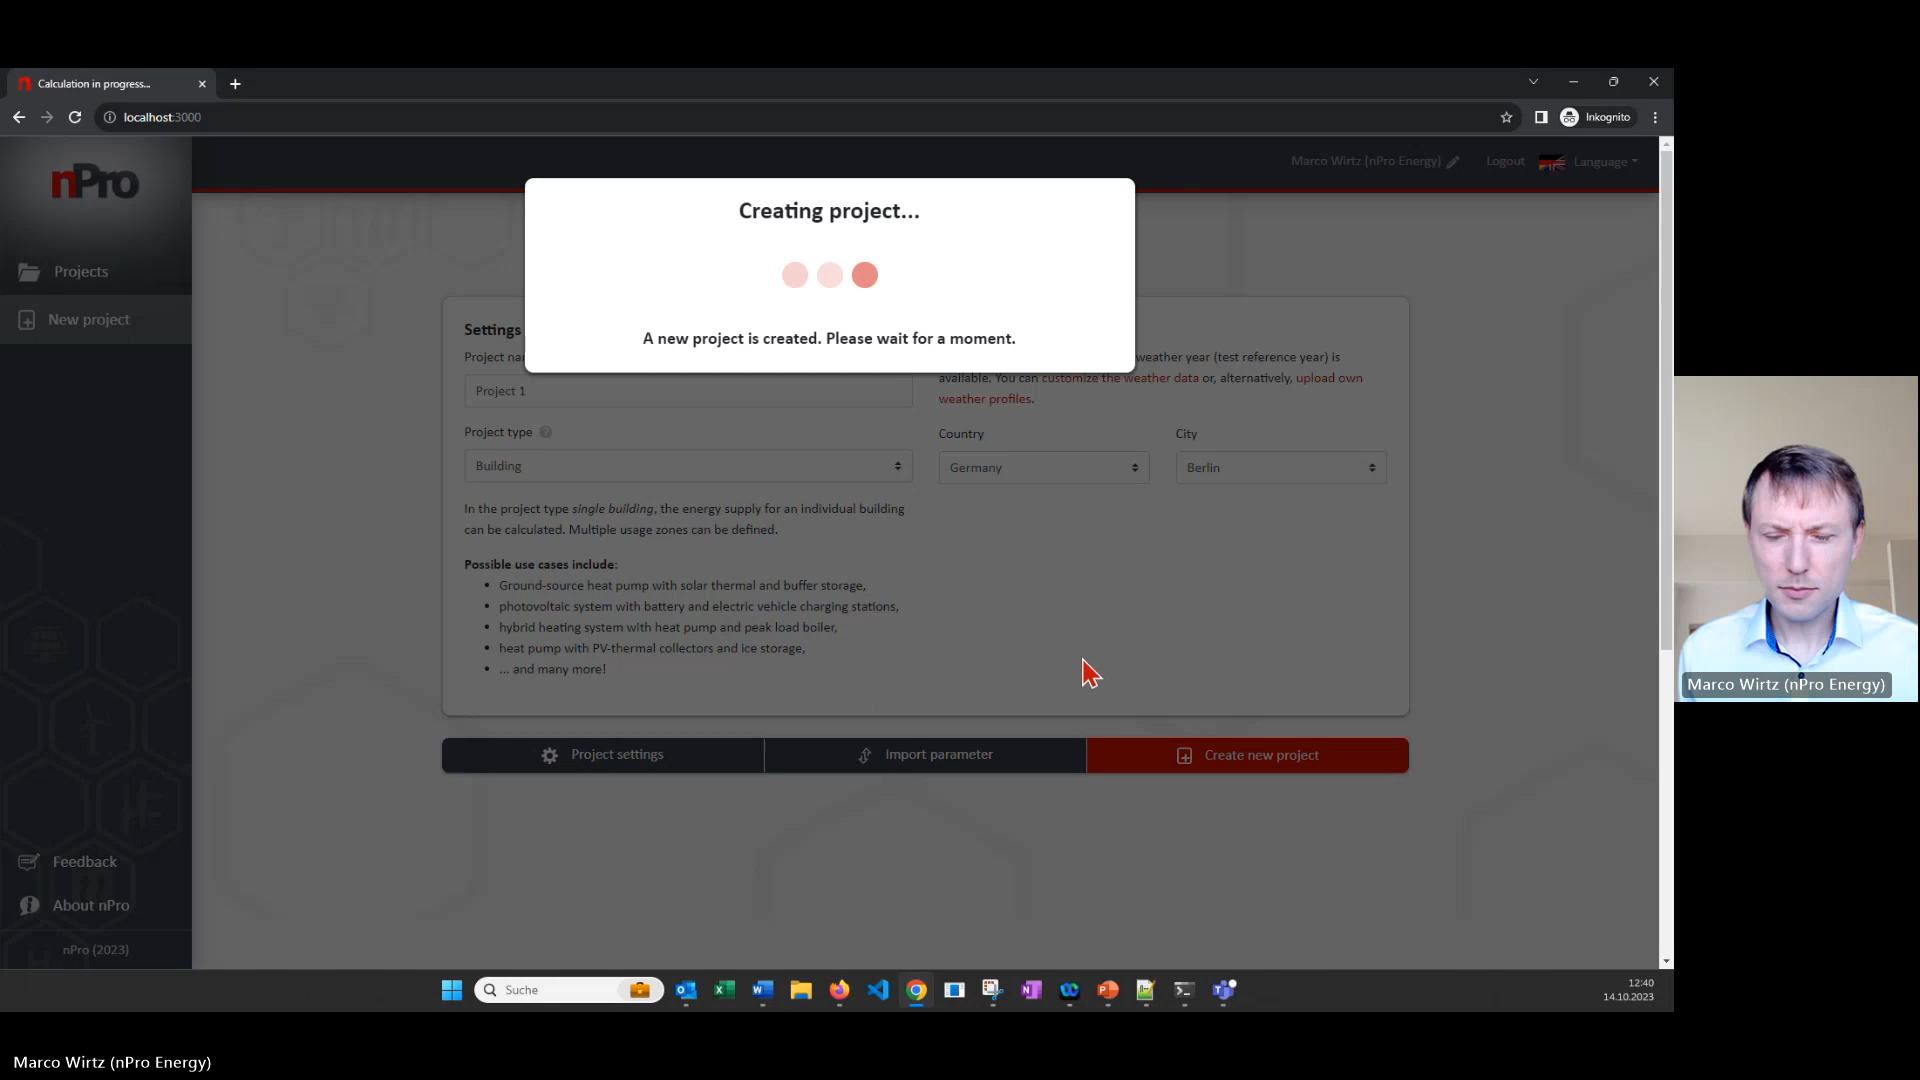 Calculation in progress...
localhost:3000
Inkognito
nPro
Marco Wirtz (nPro Energy)
Logout
Language
Creating project...
A new project is created. Please wait for a moment.
Projects
New project
Settings
Project
Project 1
Project type
Building
In the project type single building, the energy supply for an individual building
can be calculated. Multiple usage zones can be defined.
Possible use cases include:
• Ground-source heat pump with solar thermal and buffer storage,
• photovoltaic system with battery and electric vehicle charging stations,
• hybrid heating system with heat pump and peak load boiler,
• heat pump with PV-thermal collectors and ice storage,
• ... and many more!
weather year (test reference year) is
available. You can customize the weather data or, alternatively, upload own
weather profiles.
Country
City
Germany
Berlin
Project settings
Import parameter
Create new project
Feedback
About nPro
nPro (2023)
Suche
12:40
14.10.2023
Marco Wirtz (nPro Energy)
Marco Wirtz (nPro Energy)